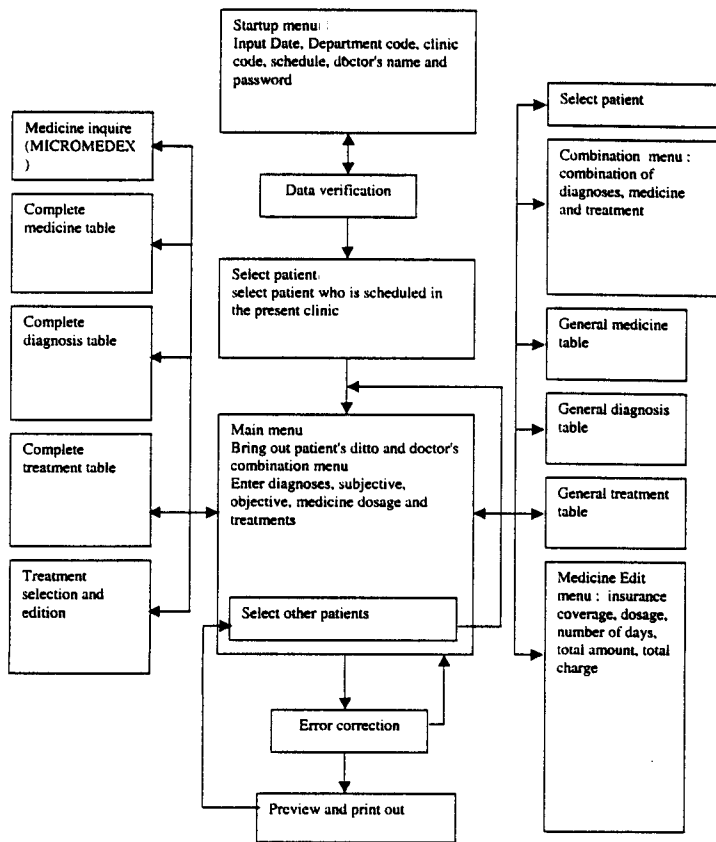 Startup menu:
Input Date, Department code, clinic
code, schedule, doctor's name and
password
Data verification
Select patient:
select patient who is scheduled in
the present clinic
Main menu
Bring out patient's ditto and doctor's
combination menu
Enter diagnoses, subjective,
objective, medicine dosage and
treatments
Select other patients
Error correction
Preview and print out
Medicine inquire
(MICROMEDEX
)
Complete
medicine table
Complete
diagnosis table
Complete
treatment table
Treatment
selection and
edition
Select patient
Combination menu :
combination of
diagnoses, medicine
and treatment
General medicine
table
General diagnosis
table
General treatment
table
Medicine Edit
menu : insurance
coverage, dosage,
number of days,
total amount, total
charge